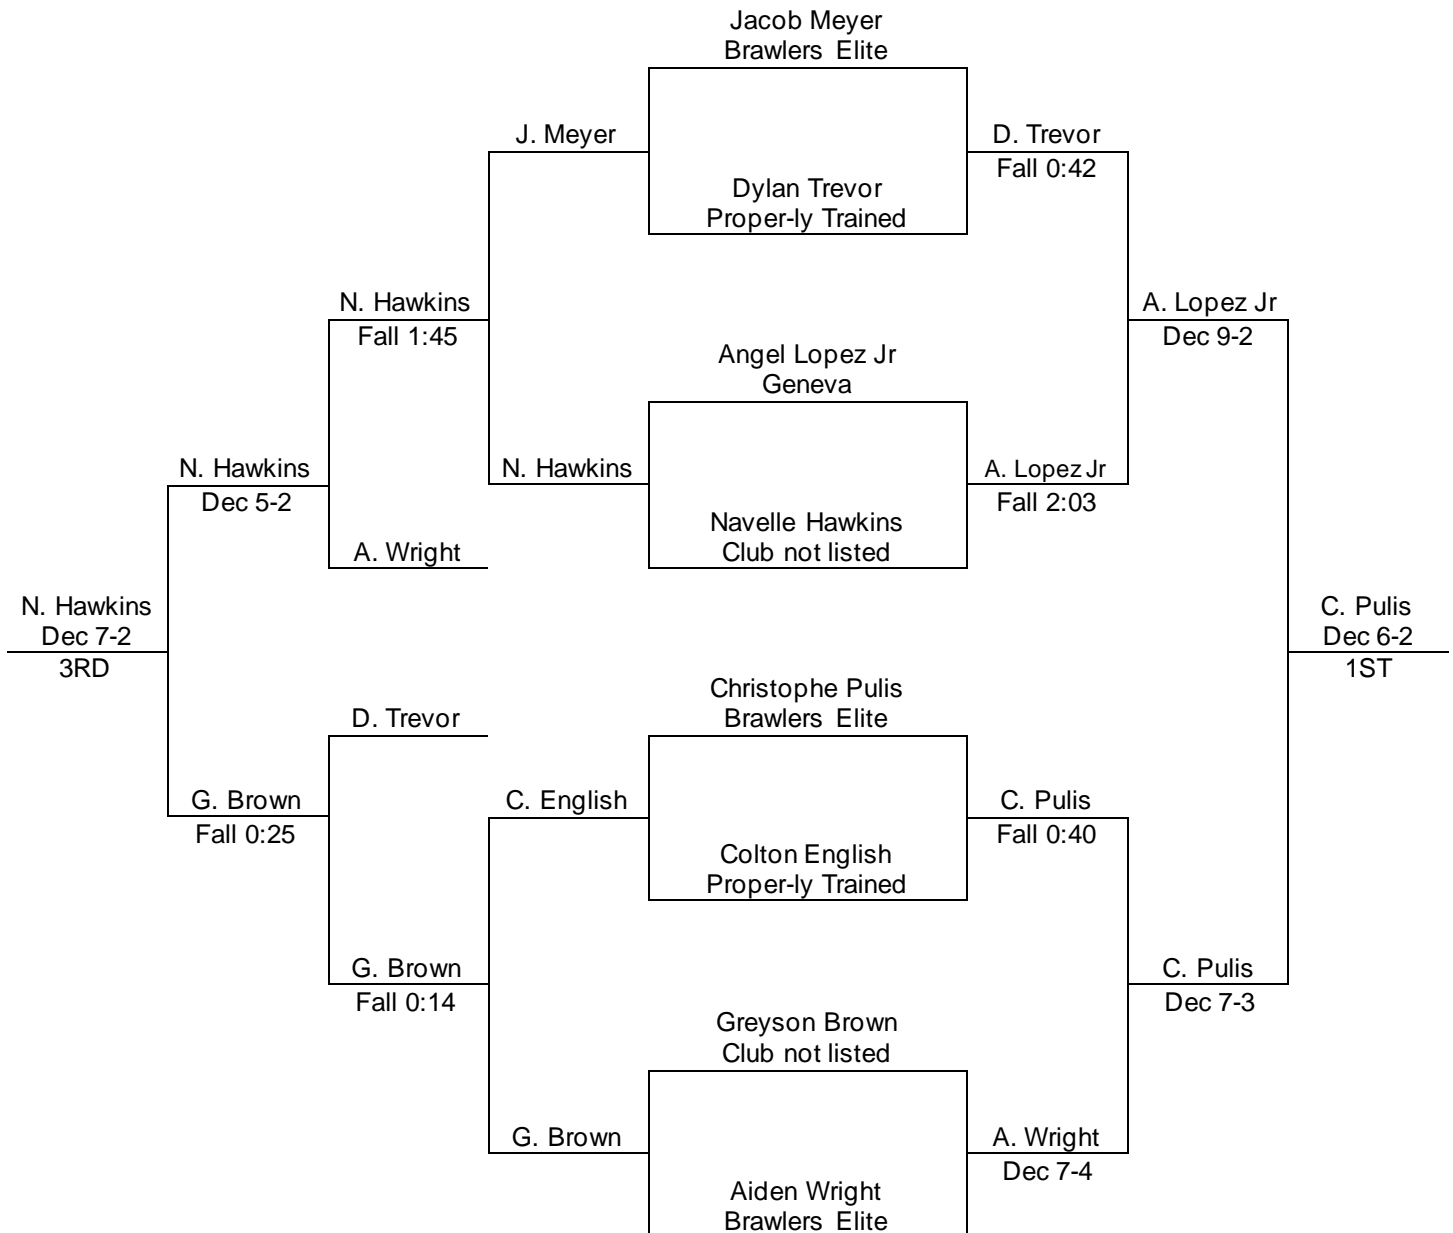 Jacob Meyer
Brawlers Elite
J. Meyer
D. Trevor
Fall 0:42
Dylan Trevor
Proper-ly Trained
N. Hawkins
Fall 1:45
A. Lopez Jr
Dec 9-2
Angel Lopez Jr
Geneva
N. Hawkins
Dec 5-2
N. Hawkins
A. Lopez Jr
Fall 2:03
Navelle Hawkins
Club not listed
A. Wright
N. Hawkins
Dec 7-2
3RD
C. Pulis
Dec 6-2
1ST
Christophe Pulis
Brawlers Elite
D. Trevor
G. Brown
Fall 0:25
C. English
C. Pulis
Fall 0:40
Colton English
Proper-ly Trained
G. Brown
Fall 0:14
C. Pulis
Dec 7-3
Greyson Brown
Club not listed
G. Brown
A. Wright
Dec 7-4
Aiden Wright
Brawlers Elite